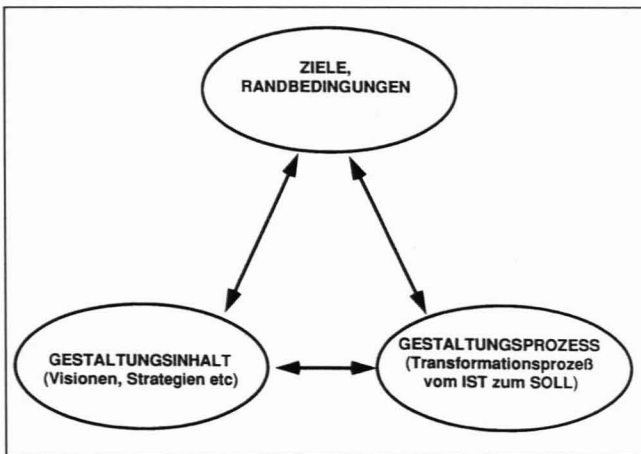 ZIELE,
RANDBEDINGUNGEN
GESTALTUNGSINHALT
(Visionen, Strategien etc)
GESTALTUNGSPROZESS
(Transformationsprozeß
vom IST zum SOLL)